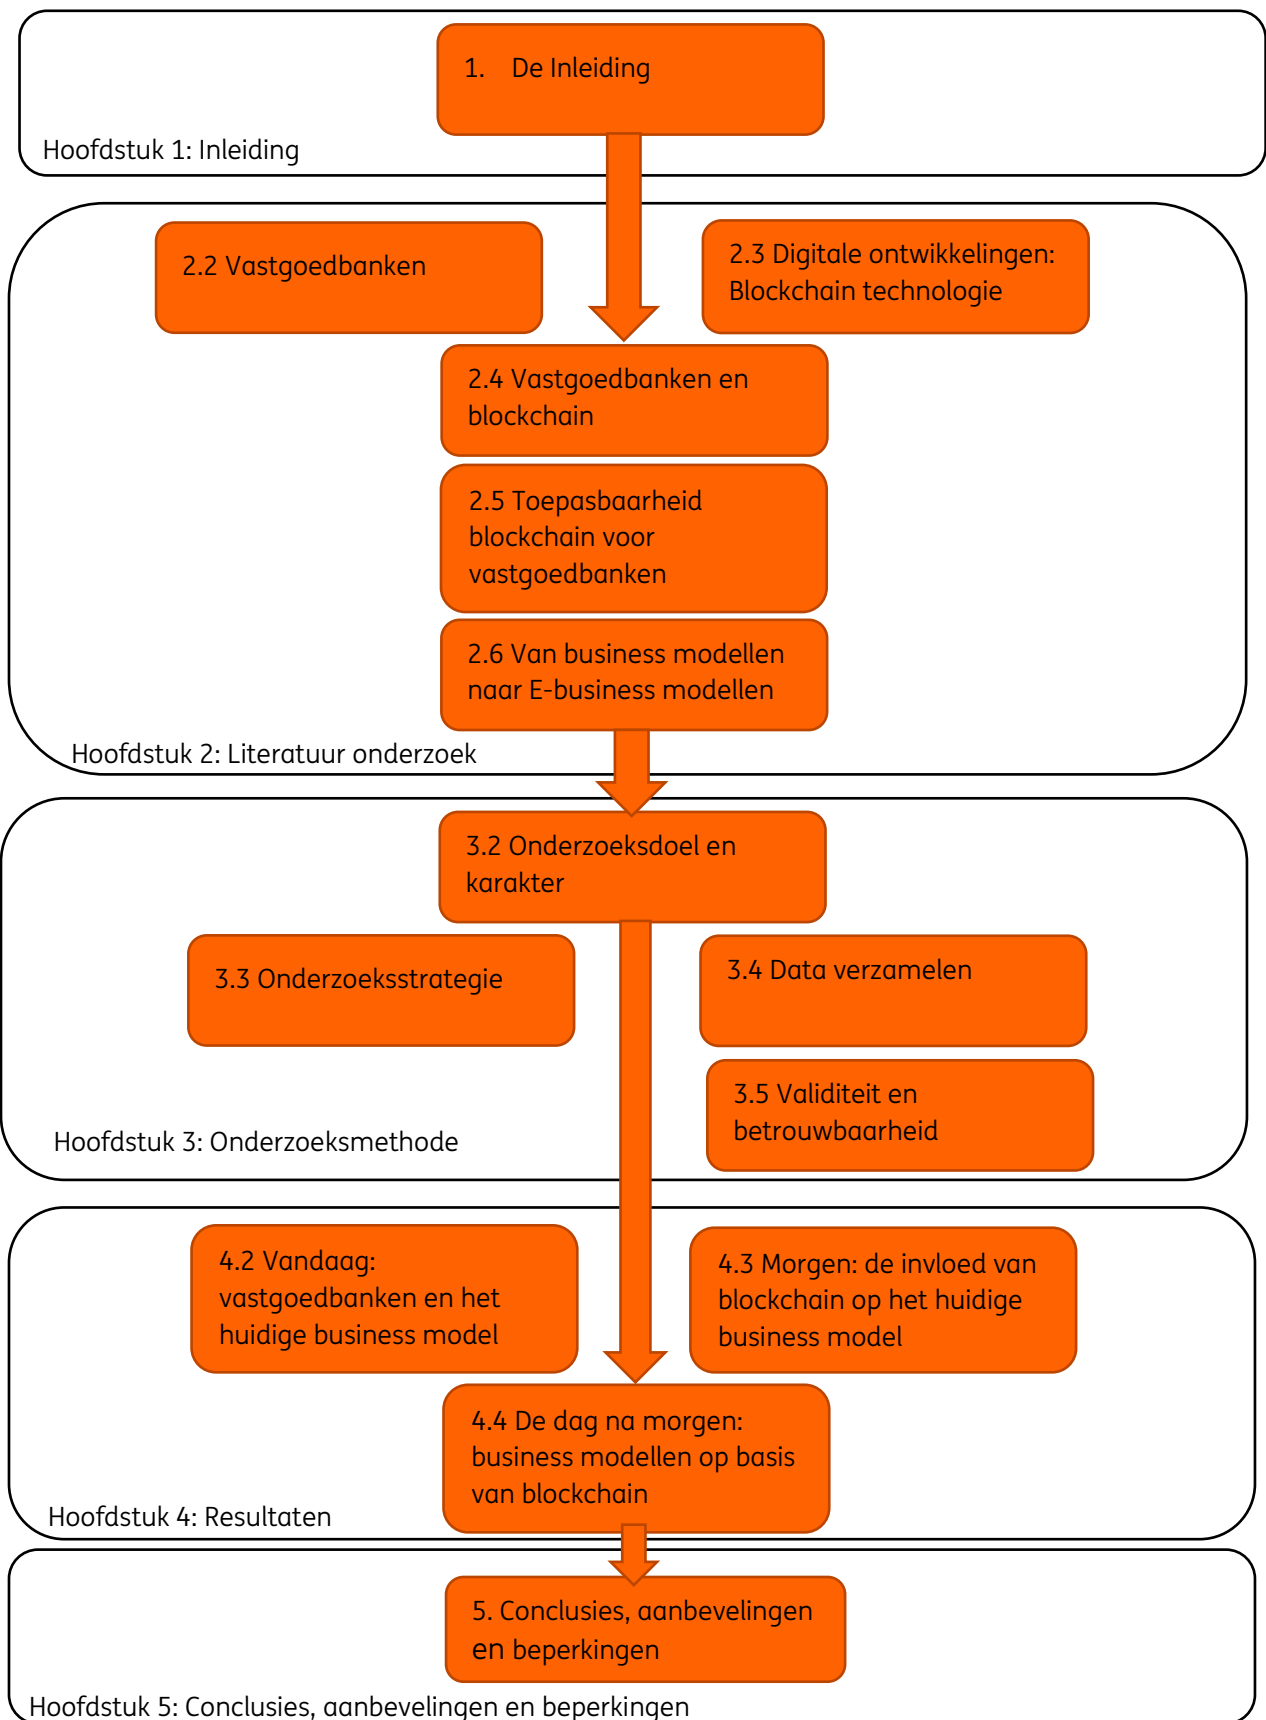 1. De Inleiding
Hoofdstuk 1: Inleiding
2.2 Vastgoedbanken
2.3 Digitale ontwikkelingen:
Blockchain technologie
2.4 Vastgoedbanken en
blockchain
2.5 Toepasbaarheid
blockchain voor
vastgoedbanken
2.6 Van business modellen
naar E-business modellen
Hoofdstuk 2: Literatuur onderzoek
3.2 Onderzoeksdoel en
karakter
3.3 Onderzoeksstrategie
3.4 Data verzamelen
3.5 Validiteit en
betrouwbaarheid
Hoofdstuk 3: Onderzoeksmethode
4.2 Vandaag:
vastgoedbanken en het
huidige business model
4.3 Morgen: de invloed van
blockchain op het huidige
business model
4.4 De dag na morgen:
business modellen op basis
van blockchain
Hoofdstuk 4: Resultaten
5. Conclusies, aanbevelingen
en beperkingen
Hoofdstuk 5: Conclusies, aanbevelingen en beperkingen